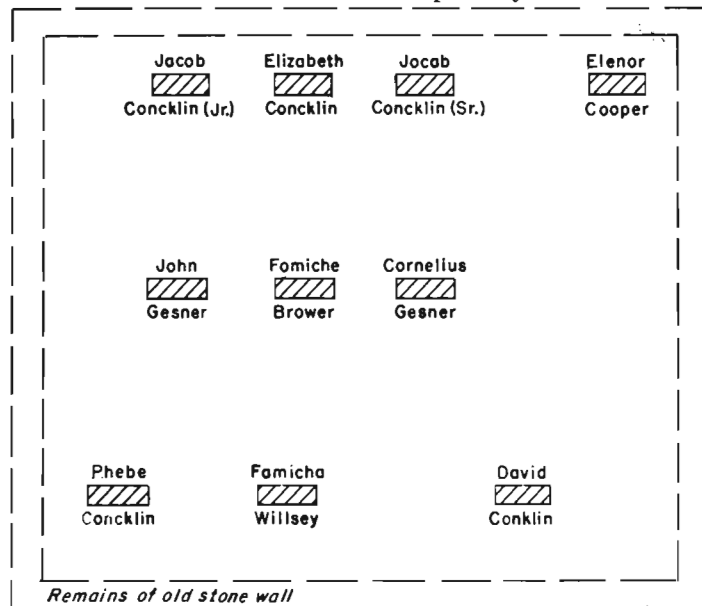 Jacob Elizabeth Jocab Elenor
Concklin (Jr.) Concklin Concklin (Sr.) Cooper
John Fomiche Cornelius
Gesner Brower Gesner
Phebe Famicha David
Concklin Willsey Conklin
Remains of old stone wall